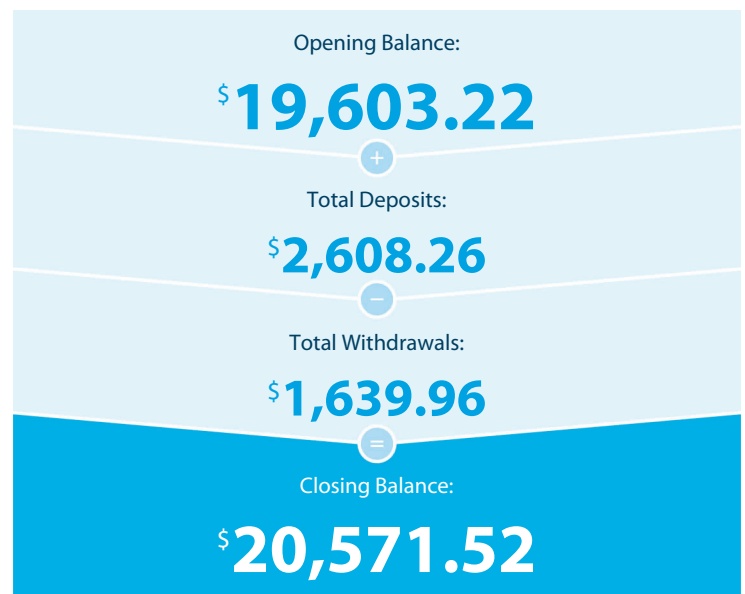 Opening Balance:
$19,603.22
+
Total Deposits:
$2,608.26
−
Total Withdrawals:
$1,639.96
=
Closing Balance:
$20,571.52